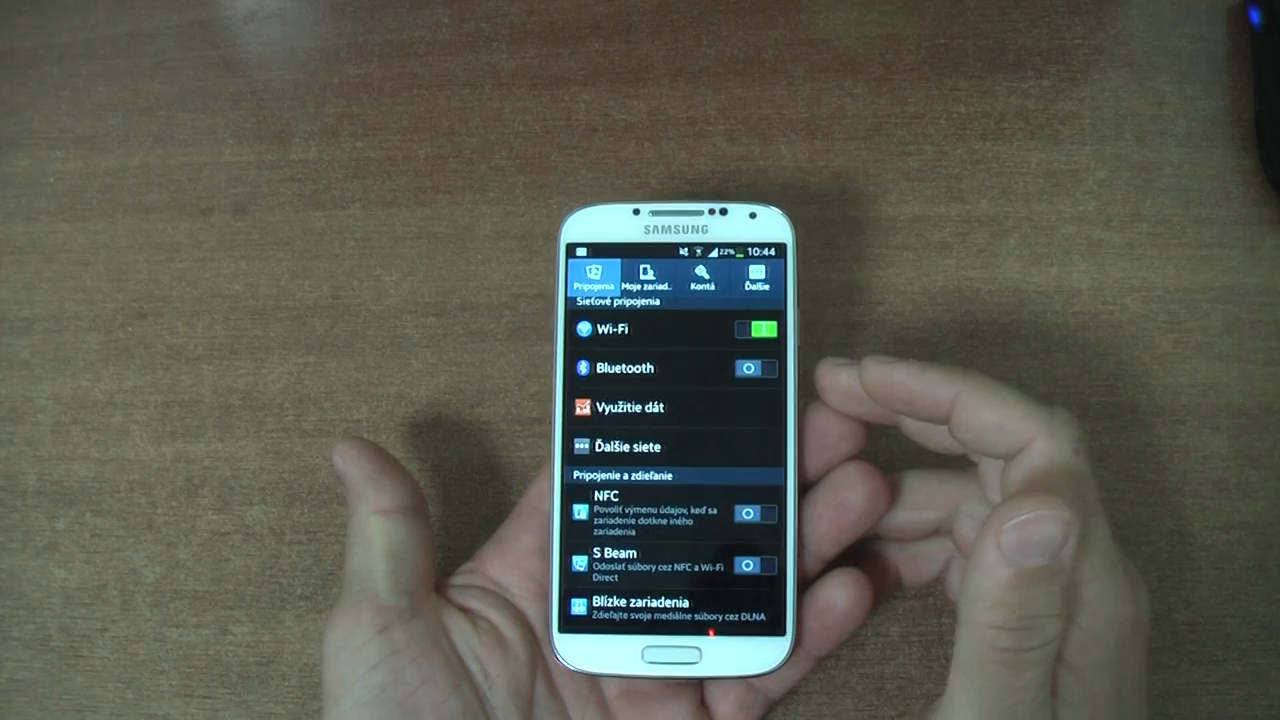 SAMSUNG
22% 10:44
Pripojenia Moje zariad.. Kontá Ďalšie
Sieťové pripojenia
Wi-Fi
Bluetooth
Využitie dát
Ďalšie siete
Pripojenie a zdieľanie
NFC
Povoliť výmenu údajov, keď sa
zariadenie dotkne iného
zariadenia
S Beam
Odoslať súbory cez NFC a Wi-Fi
Direct
Blízke zariadenia
Zdieľajte svoje mediálne súbory cez DLNA